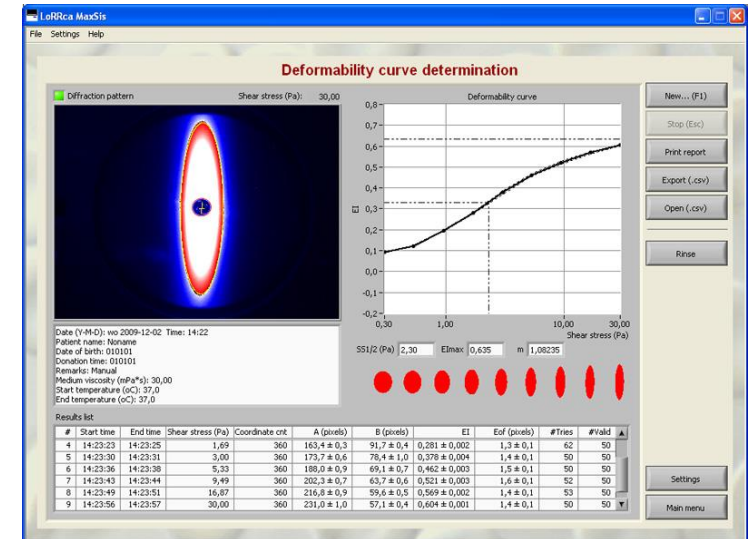 LoRRca MaxSis
File Settings Help
Deformability curve determination
Diffraction pattern Shear stress (Pa): 30,00
Deformability curve
0,8
0,7
0,6
0,5
0,4
0,3
0,2
0,1
0,0
-0,1
-0,2
EI
0,30 1,00 10,00 30,00
Shear stress (Pa)
SS1/2 (Pa) 2,30 EImax 0,635 m 1,08235
Date (Y-M-D): wo 2009-12-02 Time: 14:22
Patient name: Noname
Date of birth: 010101
Donation time: 010101
Remarks: Manual
Medium viscosity (mPa*s): 30,00
Start temperature (oC): 37,0
End temperature (oC): 37,0
Results list
# Start time End time Shear stress (Pa) Coordinate cnt A (pixels) B (pixels) EI Eof (pixels) #Tries #Valid
4 14:23:23 14:23:25 1,69 360 163,4 ± 0,3 91,7 ± 0,4 0,281 ± 0,002 1,3 ± 0,1 62 50
5 14:23:30 14:23:31 3,00 360 173,7 ± 0,6 78,4 ± 1,0 0,378 ± 0,004 1,4 ± 0,1 50 50
6 14:23:36 14:23:38 5,33 360 188,0 ± 0,9 69,1 ± 0,7 0,462 ± 0,003 1,5 ± 0,1 50 50
7 14:23:43 14:23:44 9,49 360 202,3 ± 0,7 63,7 ± 0,6 0,521 ± 0,003 1,6 ± 0,1 52 50
8 14:23:49 14:23:51 16,87 360 216,8 ± 0,9 59,6 ± 0,5 0,569 ± 0,002 1,4 ± 0,1 53 50
9 14:23:56 14:23:57 30,00 360 231,0 ± 1,0 57,1 ± 0,4 0,604 ± 0,001 1,4 ± 0,1 50 50
New... (F1)
Stop (Esc)
Print report
Export (.csv)
Open (.csv)
Rinse
Settings
Main menu